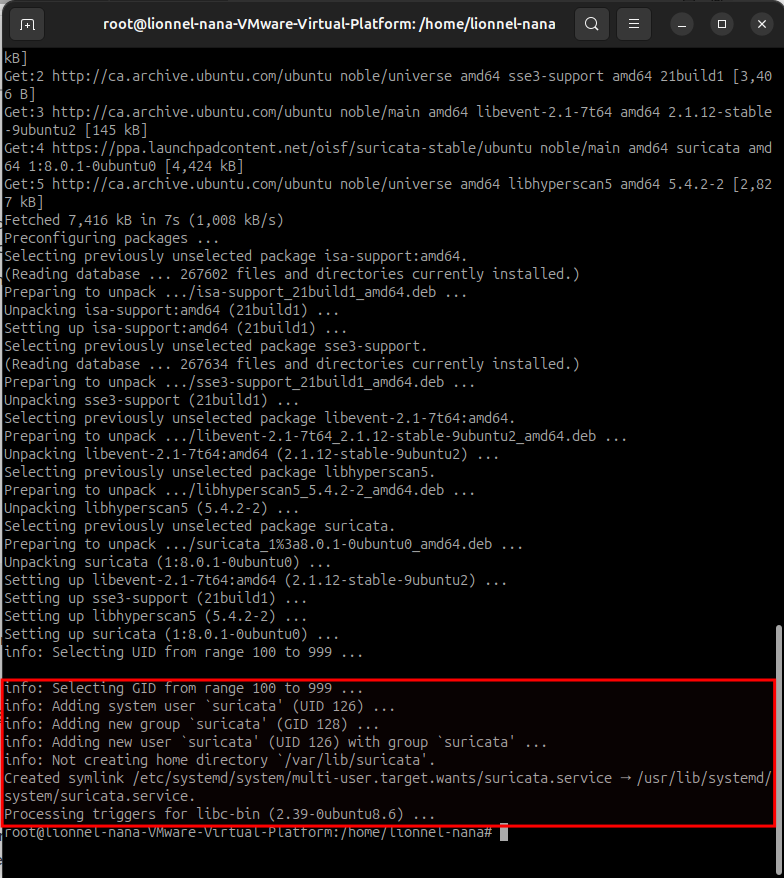 root@lionnel-nana-VMware-Virtual-Platform: /home/lionnel-nana
kB]
Get:2 http://ca.archive.ubuntu.com/ubuntu noble/universe amd64 sse3-support amd64 21build1 [3,40
6 B]
Get:3 http://ca.archive.ubuntu.com/ubuntu noble/main amd64 libevent-2.1-7t64 amd64 2.1.12-stable
-9ubuntu2 [145 kB]
Get:4 https://ppa.launchpadcontent.net/oisf/suricata-stable/ubuntu noble/main amd64 suricata amd
64 1:8.0.1-0ubuntu0 [4,424 kB]
Get:5 http://ca.archive.ubuntu.com/ubuntu noble/universe amd64 libhyperscan5 amd64 5.4.2-2 [2,82
7 kB]
Fetched 7,416 kB in 7s (1,008 kB/s)
Preconfiguring packages ...
Selecting previously unselected package isa-support:amd64.
(Reading database ... 267602 files and directories currently installed.)
Preparing to unpack .../isa-support_21build1_amd64.deb ...
Unpacking isa-support:amd64 (21build1) ...
Setting up isa-support:amd64 (21build1) ...
Selecting previously unselected package sse3-support.
(Reading database ... 267634 files and directories currently installed.)
Preparing to unpack .../sse3-support_21build1_amd64.deb ...
Unpacking sse3-support (21build1) ...
Selecting previously unselected package libevent-2.1-7t64:amd64.
Preparing to unpack .../libevent-2.1-7t64_2.1.12-stable-9ubuntu2_amd64.deb ...
Unpacking libevent-2.1-7t64:amd64 (2.1.12-stable-9ubuntu2) ...
Selecting previously unselected package libhyperscan5.
Preparing to unpack .../libhyperscan5_5.4.2-2_amd64.deb ...
Unpacking libhyperscan5 (5.4.2-2) ...
Selecting previously unselected package suricata.
Preparing to unpack .../suricata_1%3a8.0.1-0ubuntu0_amd64.deb ...
Unpacking suricata (1:8.0.1-0ubuntu0) ...
Setting up libevent-2.1-7t64:amd64 (2.1.12-stable-9ubuntu2) ...
Setting up sse3-support (21build1) ...
Setting up libhyperscan5 (5.4.2-2) ...
Setting up suricata (1:8.0.1-0ubuntu0) ...
info: Selecting UID from range 100 to 999 ...
info: Selecting GID from range 100 to 999 ...
info: Adding system user `suricata' (UID 126) ...
info: Adding new group `suricata' (GID 128) ...
info: Adding new user `suricata' (UID 126) with group `suricata' ...
info: Not creating home directory `/var/lib/suricata'.
Created symlink /etc/systemd/system/multi-user.target.wants/suricata.service → /usr/lib/systemd/
system/suricata.service.
Processing triggers for libc-bin (2.39-0ubuntu8.6) ...
root@lionnel-nana-VMware-Virtual-Platform:/home/lionnel-nana#